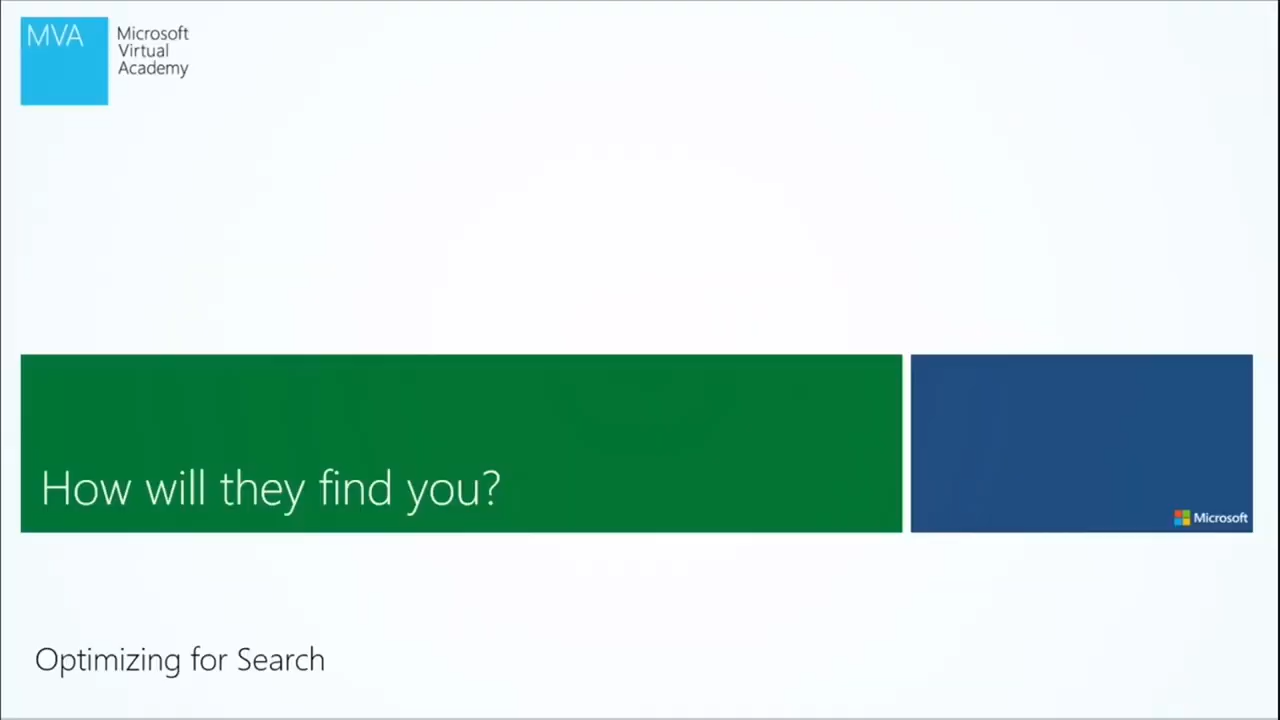 MVA
Microsoft
Virtual
Academy
How will they find you?
Microsoft
Optimizing for Search